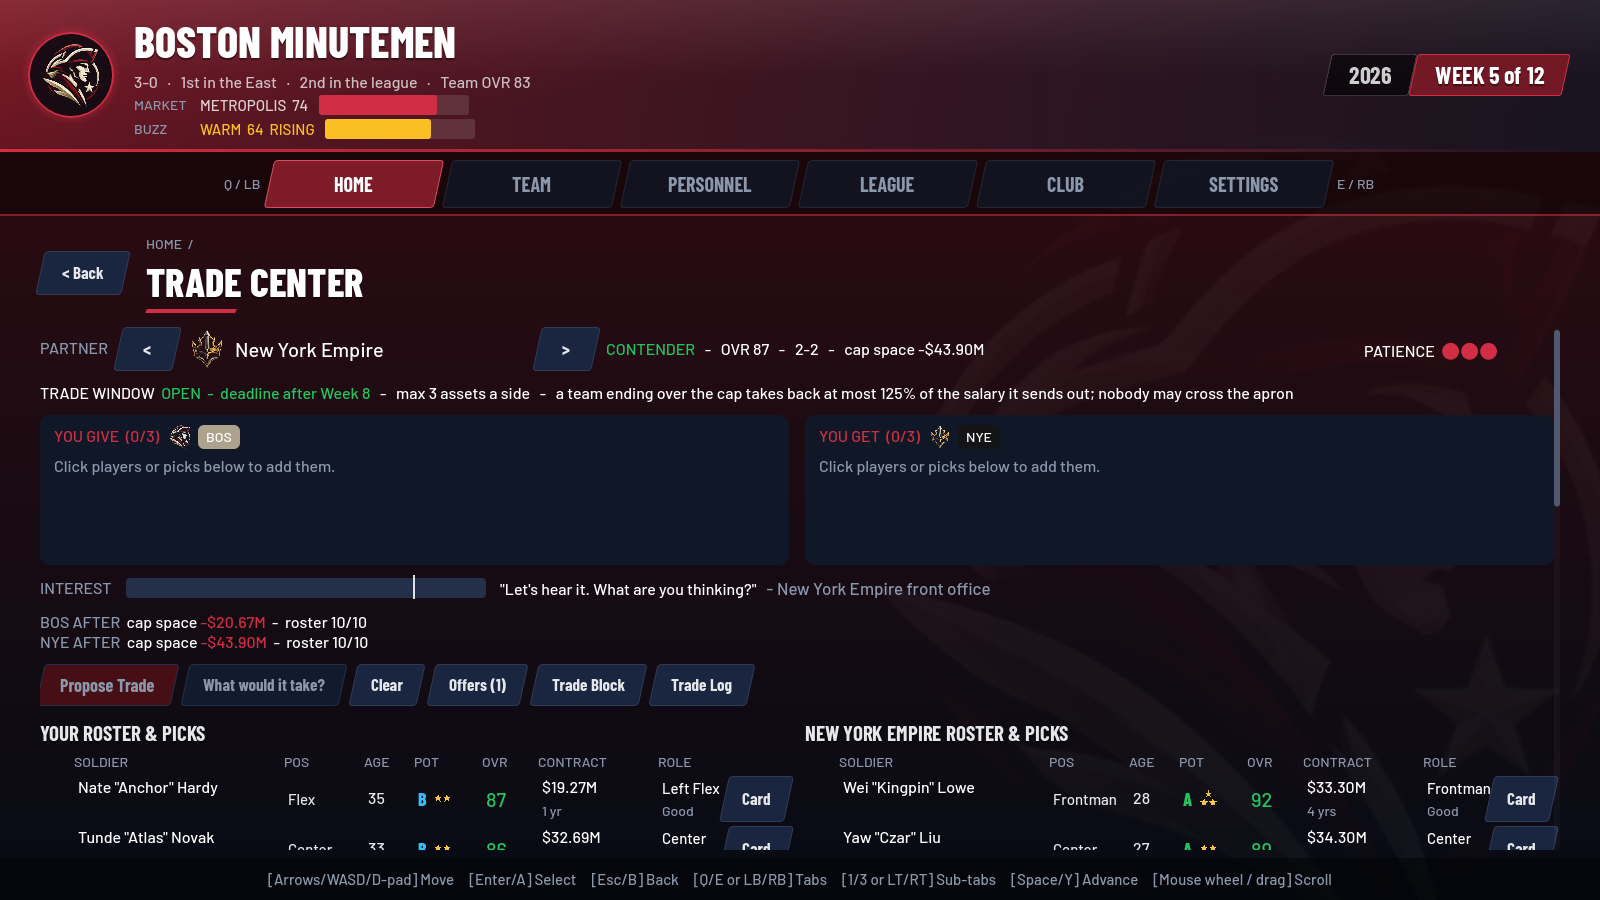 BOSTON MINUTEMEN
3-0 · 1st in the East · 2nd in the league · Team OVR 83
MARKET METROPOLIS 74
BUZZ WARM 64 RISING
2026 WEEK 5 of 12
Q / LB HOME TEAM PERSONNEL LEAGUE CLUB SETTINGS E / RB
HOME /
< Back
TRADE CENTER
PARTNER < New York Empire > CONTENDER - OVR 87 - 2-2 - cap space -$43.90M PATIENCE
TRADE WINDOW OPEN - deadline after Week 8 - max 3 assets a side - a team ending over the cap takes back at most 125% of the salary it sends out; nobody may cross the apron
YOU GIVE (0/3) BOS
Click players or picks below to add them.
YOU GET (0/3) NYE
Click players or picks below to add them.
INTEREST "Let's hear it. What are you thinking?" - New York Empire front office
BOS AFTER cap space -$20.67M - roster 10/10
NYE AFTER cap space -$43.90M - roster 10/10
Propose Trade What would it take? Clear Offers (1) Trade Block Trade Log
YOUR ROSTER & PICKS
SOLDIER POS AGE POT OVR CONTRACT ROLE
Nate "Anchor" Hardy Flex 35 B 87 $19.27M Left Flex Card
1 yr Good
Tunde "Atlas" Novak Center 33 B 86 $32.69M Center Card
NEW YORK EMPIRE ROSTER & PICKS
SOLDIER POS AGE POT OVR CONTRACT ROLE
Wei "Kingpin" Lowe Frontman 28 A 92 $33.30M Frontman Card
4 yrs Good
Yaw "Czar" Liu Center 27 A 89 $34.30M Center Card
[Arrows/WASD/D-pad] Move [Enter/A] Select [Esc/B] Back [Q/E or LB/RB] Tabs [1/3 or LT/RT] Sub-tabs [Space/Y] Advance [Mouse wheel / drag] Scroll